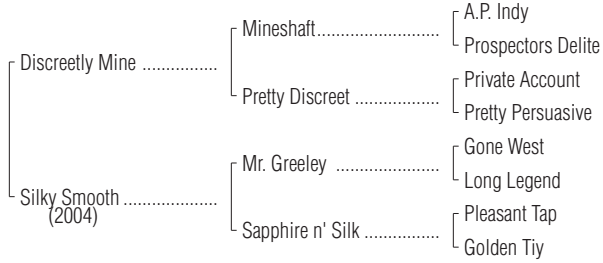 A.P. Indy
Mineshaft.............................
Prospectors Delite
Discreetly Mine ................
Private Account
Pretty Discreet ....................
Pretty Persuasive
Gone West
Mr. Greeley ........................
Long Legend
Silky Smooth ......................
(2004)
Pleasant Tap
Sapphire n' Silk ..................
Golden Tiy